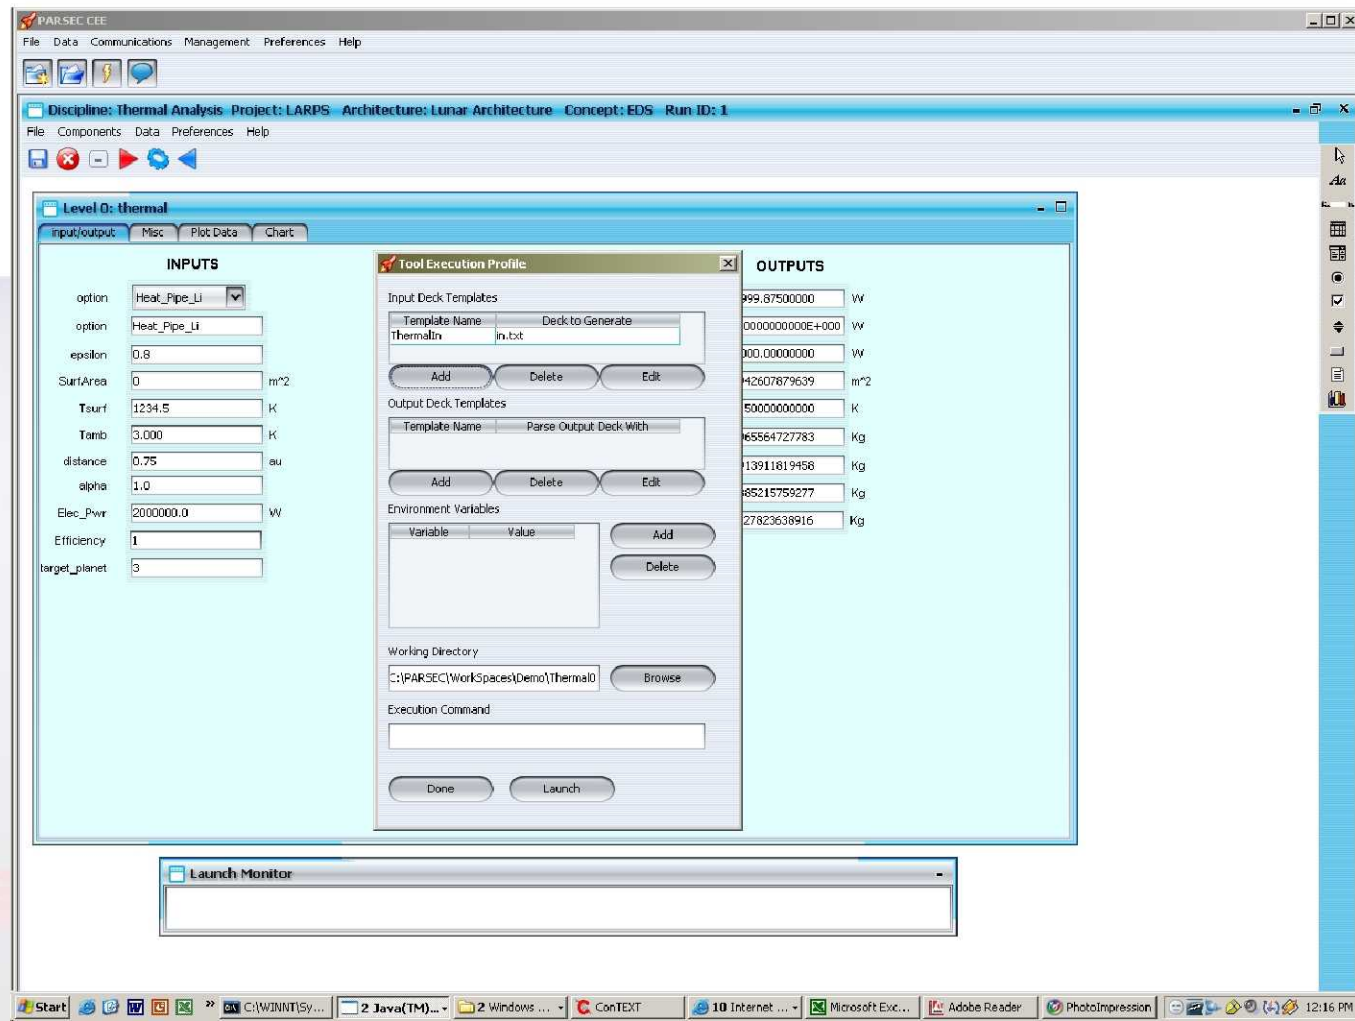 PARSEC CEE
File Data Communications Management Preferences Help
Discipline: Thermal Analysis Project: LARPS Architecture: Lunar Architecture Concept: EDS Run ID: 1
File Components Data Preferences Help
Aa
Level 0: thermal
input/output Misc Plot Data Chart
INPUTS
option Heat_Pipe_Li
option Heat_Pipe_Li
epsilon 0.8
SurfArea 0 m^2
Tsurf 1234.5 K
Tamb 3.000 K
distance 0.75 au
alpha 1.0
Elec_Pwr 2000000.0 W
Efficiency 1
target_planet 3
Tool Execution Profile
Input Deck Templates
Template Name Deck to Generate
ThermalIn in.txt
Add Delete Edit
Output Deck Templates
Template Name Parse Output Deck With
Add Delete Edit
Environment Variables
Variable Value
Add
Delete
Working Directory
C:\PARSEC\WorkSpaces\Demo\Thermal0 Browse
Execution Command
Done Launch
OUTPUTS
999.87500000 W
0000000000000E+000 W
000.00000000 W
942607879639 m^2
50000000000 K
065564727783 Kg
913911819458 Kg
85215759277 Kg
27823638916 Kg
Launch Monitor
Start C:\WINNT\Sy... 2 Java(TM)... 2 Windows ... ConTEXT 10 Internet ... Microsoft Exc... Adobe Reader PhotoImpression 12:16 PM